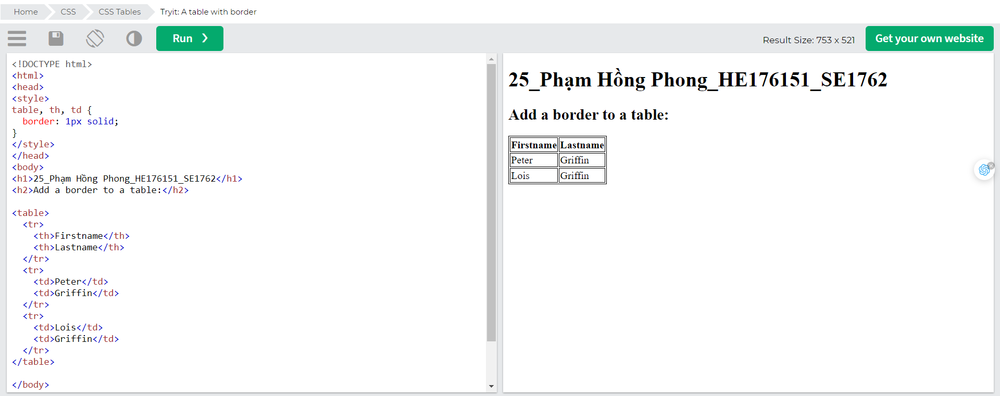 Home CSS CSS Tables Tryit: A table with border
Run ❯ Result Size: 753 x 521 Get your own website
<!DOCTYPE html>
<html>
<head>
<style>
table, th, td {
  border: 1px solid;
}
</style>
</head>
<body>
<h1>25_Phạm Hồng Phong_HE176151_SE1762</h1>
<h2>Add a border to a table:</h2>

<table>
  <tr>
    <th>Firstname</th>
    <th>Lastname</th>
  </tr>
  <tr>
    <td>Peter</td>
    <td>Griffin</td>
  </tr>
  <tr>
    <td>Lois</td>
    <td>Griffin</td>
  </tr>
</table>

</body>
25_Phạm Hồng Phong_HE176151_SE1762
Add a border to a table:
Firstname Lastname
Peter Griffin
Lois Griffin